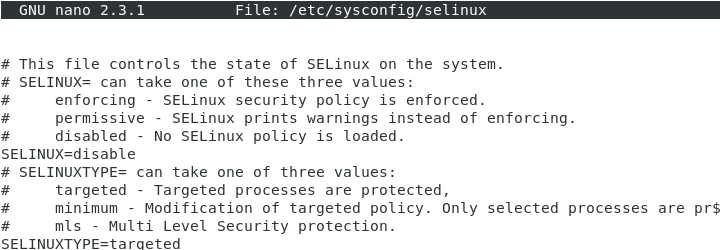 GNU nano 2.3.1 File: /etc/sysconfig/selinux
# This file controls the state of SELinux on the system.
# SELINUX= can take one of these three values:
#     enforcing - SELinux security policy is enforced.
#     permissive - SELinux prints warnings instead of enforcing.
#     disabled - No SELinux policy is loaded.
SELINUX=disable
# SELINUXTYPE= can take one of three values:
#     targeted - Targeted processes are protected,
#     minimum - Modification of targeted policy. Only selected processes are pr$
#     mls - Multi Level Security protection.
SELINUXTYPE=targeted